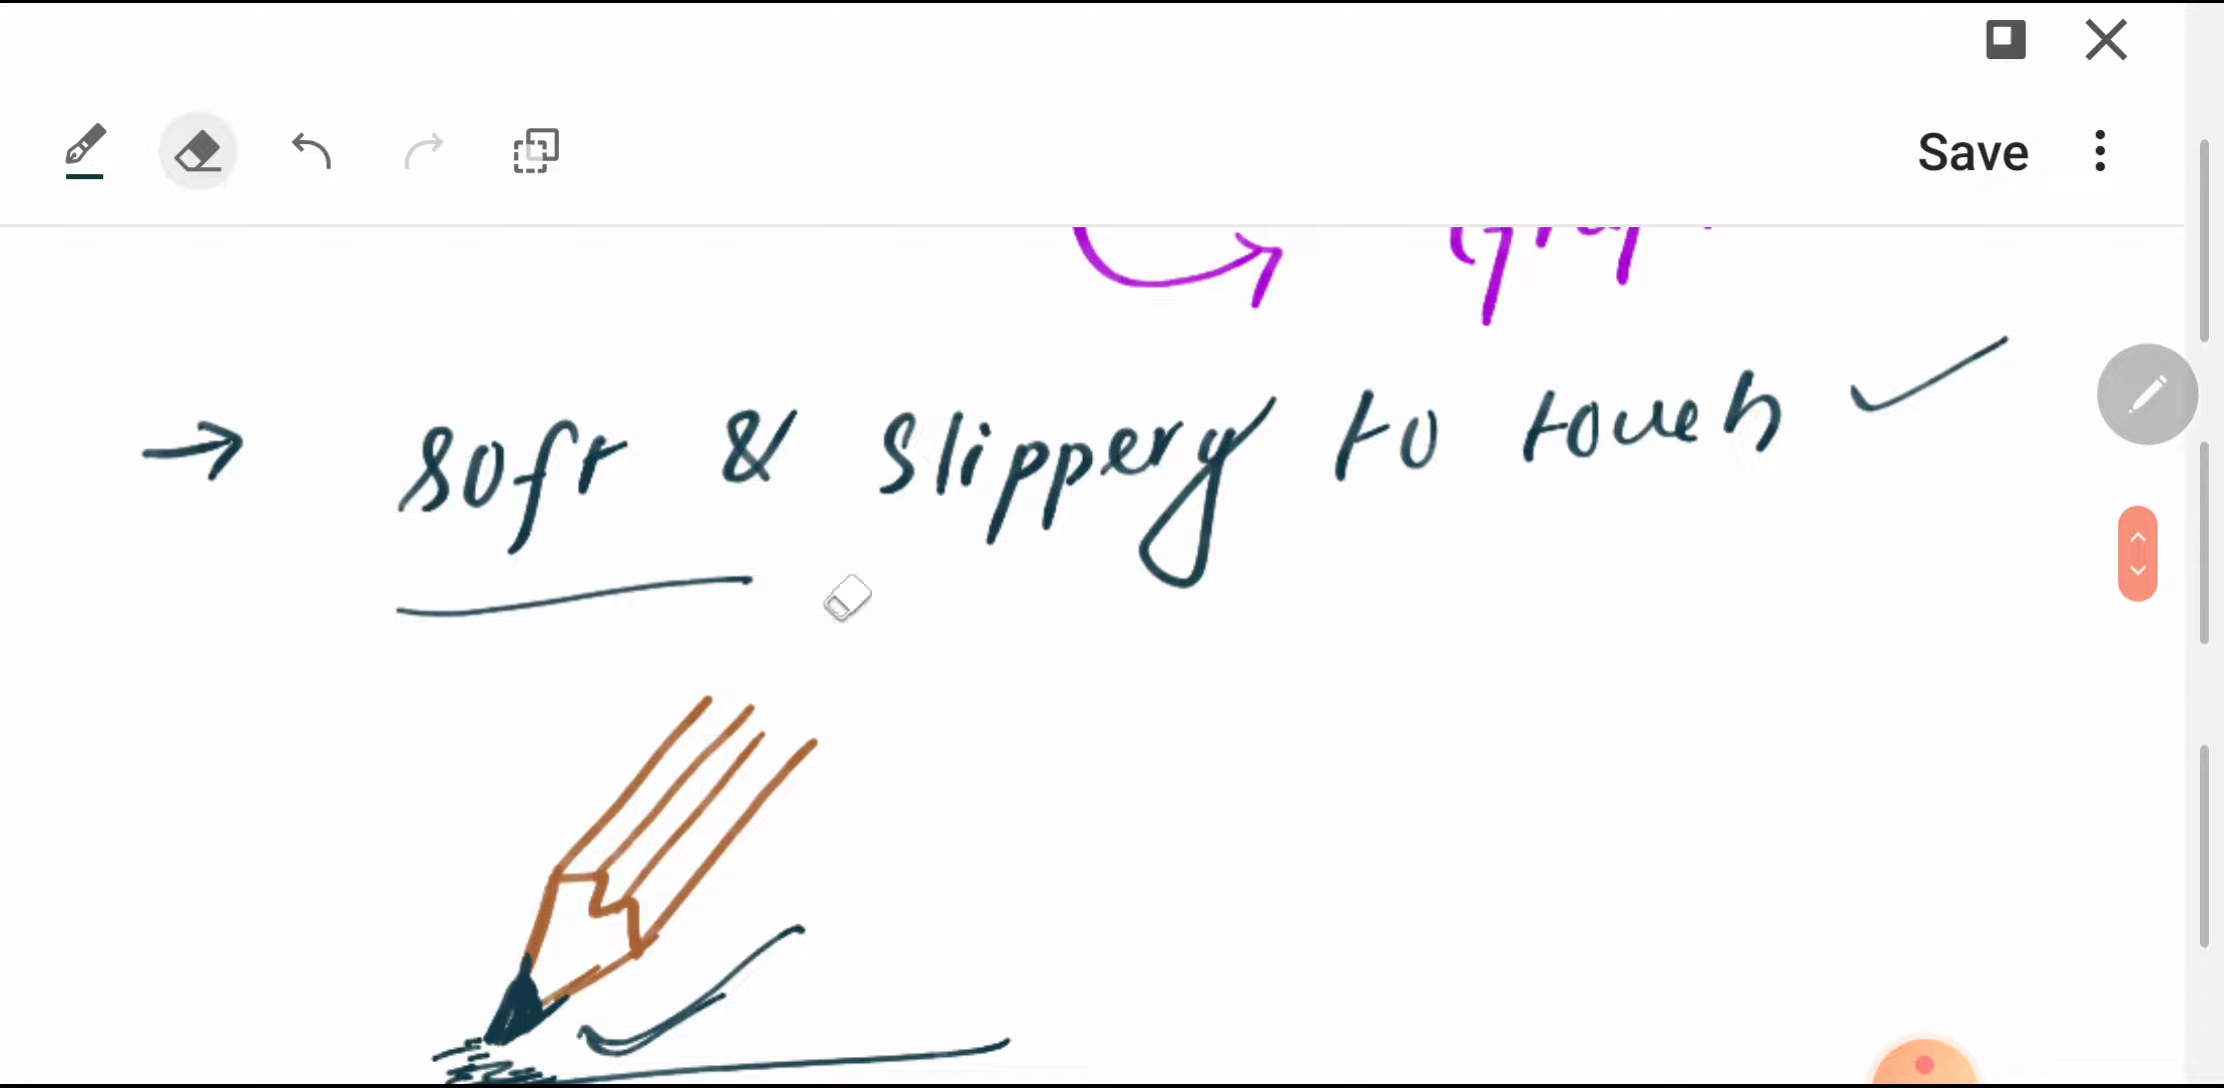 Save
→ soft & slippery to touch ✓